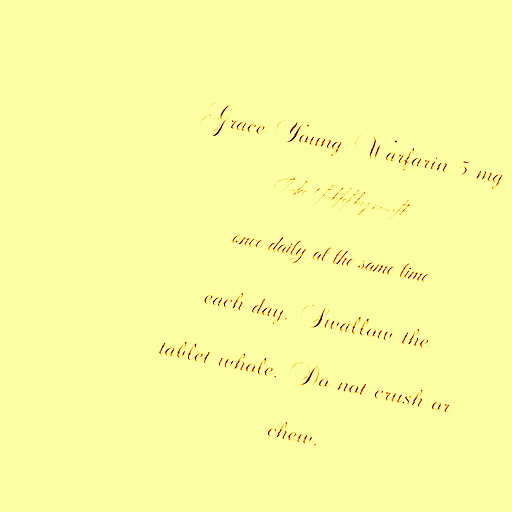 Grace Young Warfarin 5 mg
once daily at the same time
each day. Swallow the
tablet whole. Do not crush or
chew.